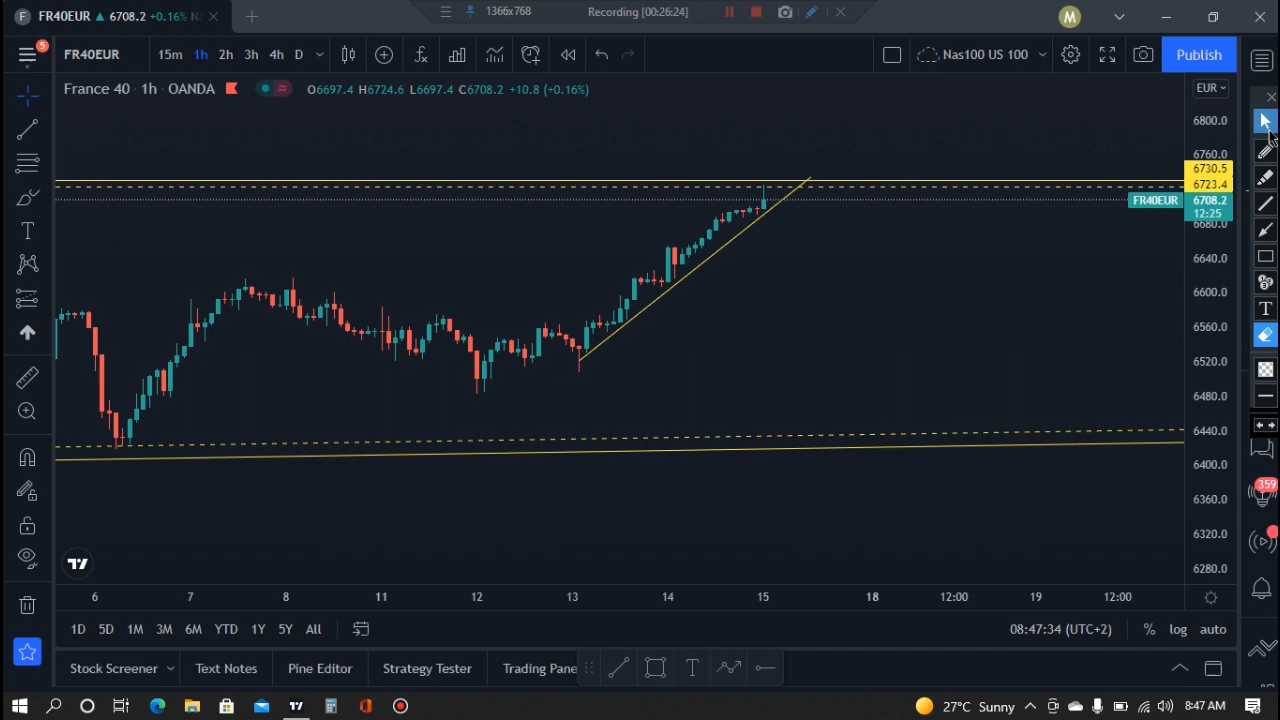 FR40EUR ▲ 6708.2 +0.16%
1366x768
Recording [00:26:24]
M
5
FR40EUR
15m 1h 2h 3h 4h D
Nas100 US 100
Publish
France 40 · 1h · OANDA
O6697.4 H6724.6 L6697.4 C6708.2 +10.8 (+0.16%)
EUR
6800.0
6760.0
6730.5
6723.4
FR40EUR 6708.2
12:25
6680.0
6640.0
6600.0
6560.0
6520.0
6480.0
6440.0
6400.0
6360.0
6320.0
6280.0
T
T
359
6 7 8 11 12 13 14 15 18 12:00 19 12:00
1D 5D 1M 3M 6M YTD 1Y 5Y All
08:47:34 (UTC+2) % log auto
Stock Screener Text Notes Pine Editor Strategy Tester Trading Pane
T
27°C Sunny
8:47 AM